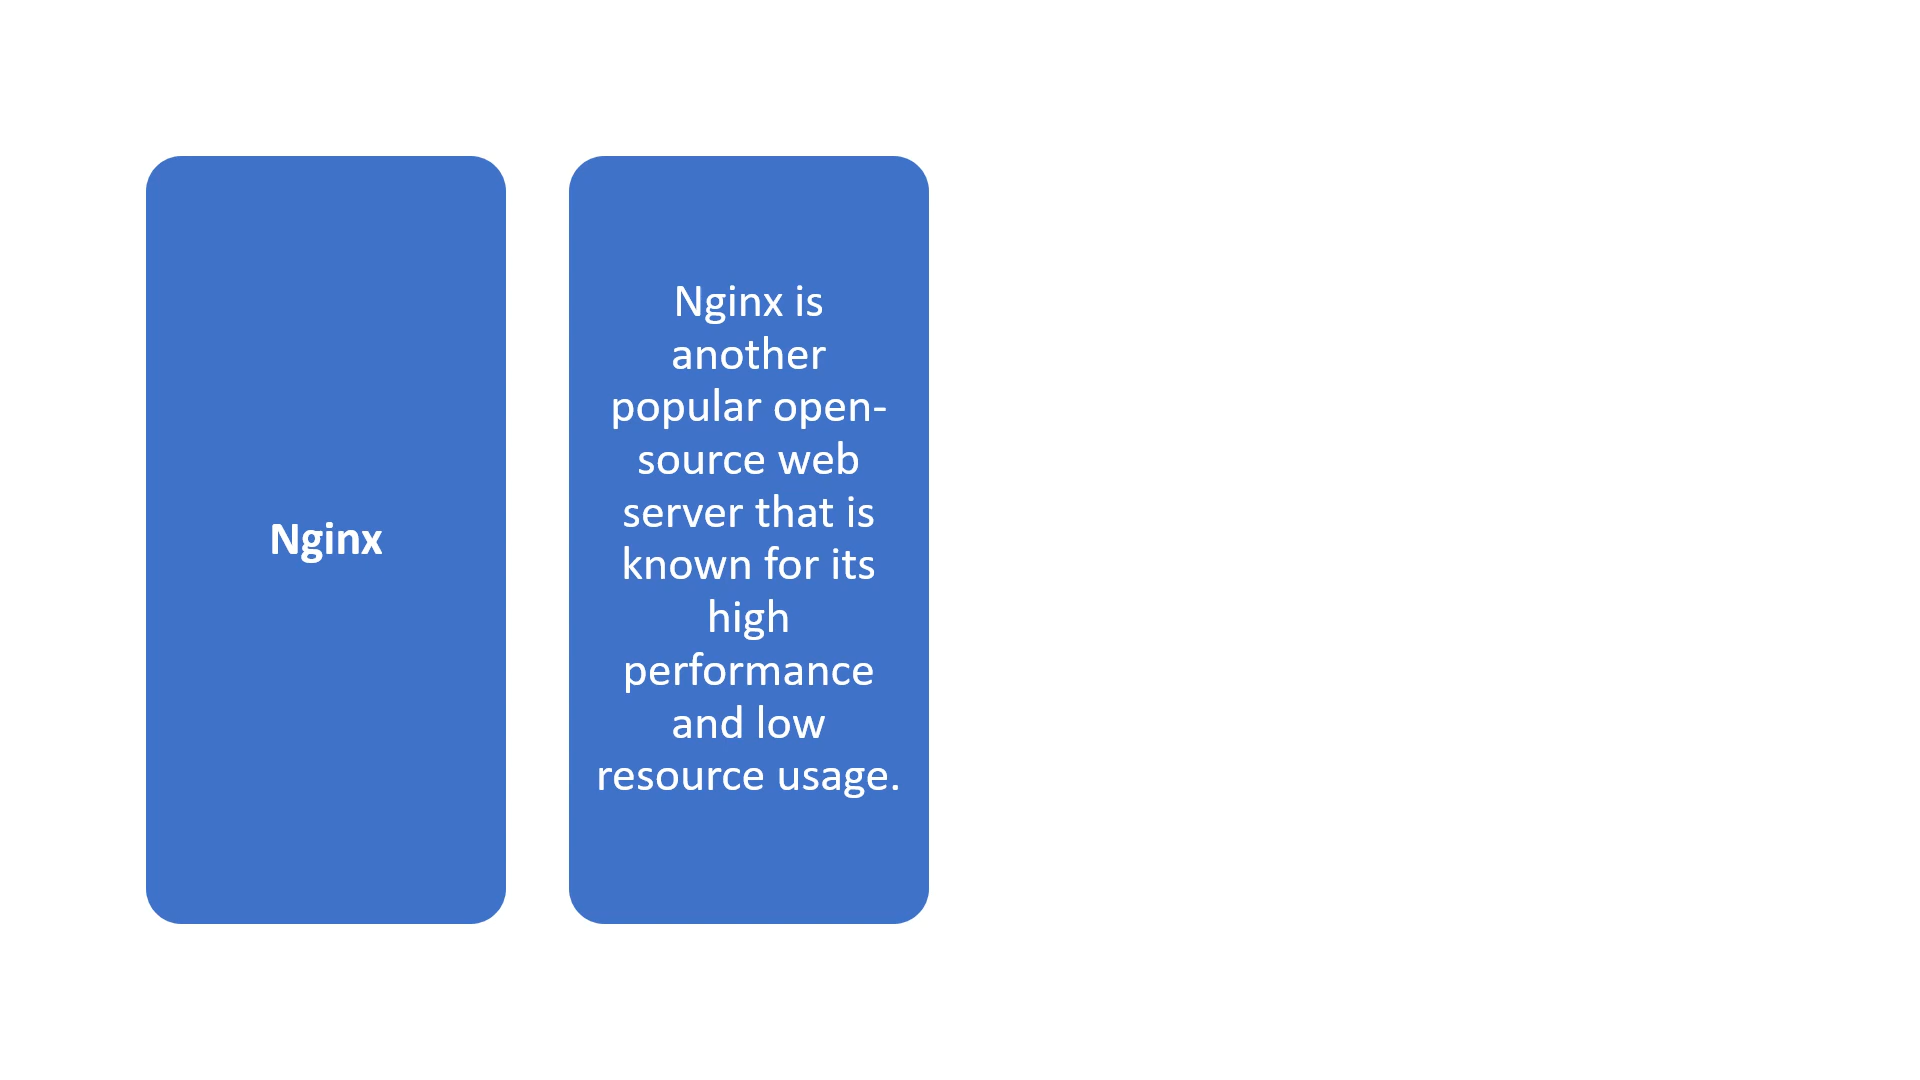 Nginx
Nginx is
another
popular open-
source web
server that is
known for its
high
performance
and low
resource usage.